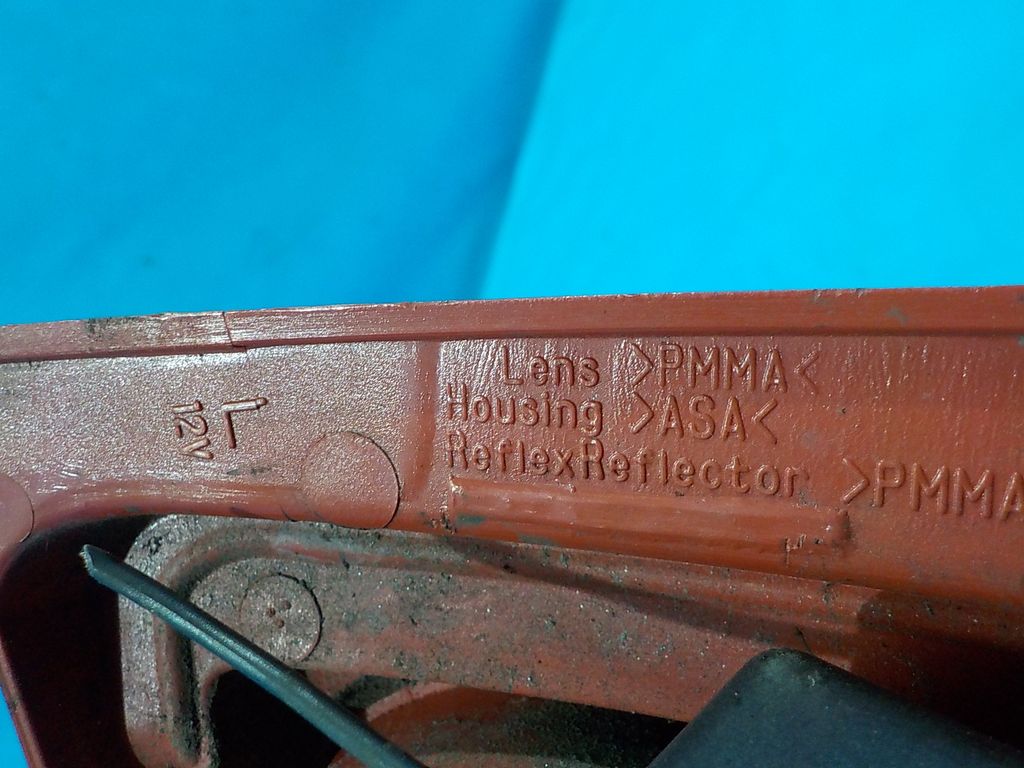 Lens >PMMA<
Housing >ASA<
ReflexReflector >PMMA
L
12V